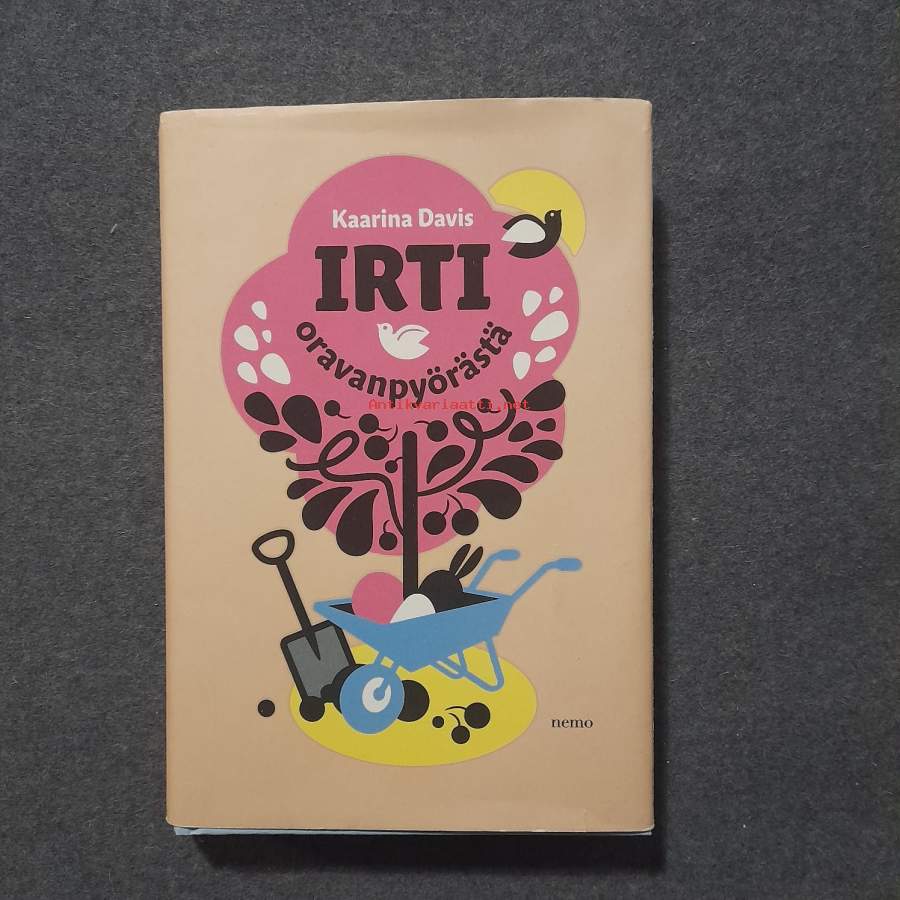 Kaarina Davis
IRTI
oravanpyörästä
Antikvariaatti.net
nemo